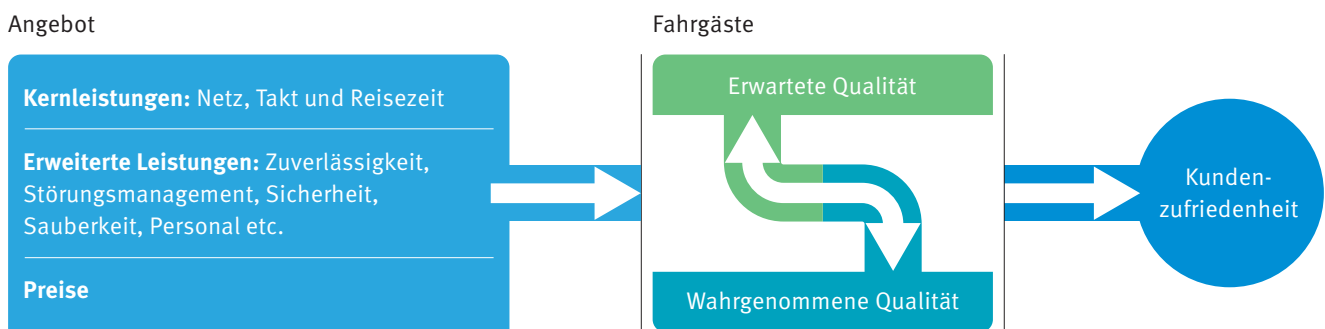 Angebot
Kernleistungen: Netz, Takt und Reisezeit
Erweiterte Leistungen: Zuverlässigkeit,
Störungsmanagement, Sicherheit,
Sauberkeit, Personal etc.
Preise
Fahrgäste
Erwartete Qualität
Wahrgenommene Qualität
Kunden-
zufriedenheit